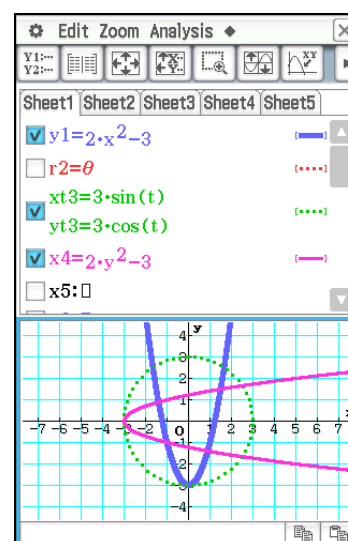 Edit Zoom Analysis ◆
Y1:…
Y2:…
Sheet1 Sheet2 Sheet3 Sheet4 Sheet5
y1=2·x²−3
r2=θ
xt3=3·sin(t)
yt3=3·cos(t)
x4=2·y²−3
x5:□
y
4
2
1
-7 -6 -5 -4 -3 -2 0 1 2 3 4 5 6 7
-1
-2
-3
-4